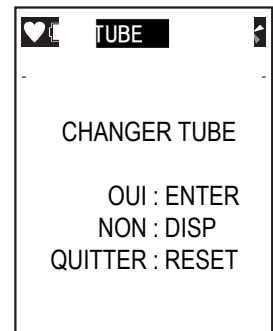 TUBE
CHANGER TUBE
OUI : ENTER
NON : DISP
QUITTER : RESET